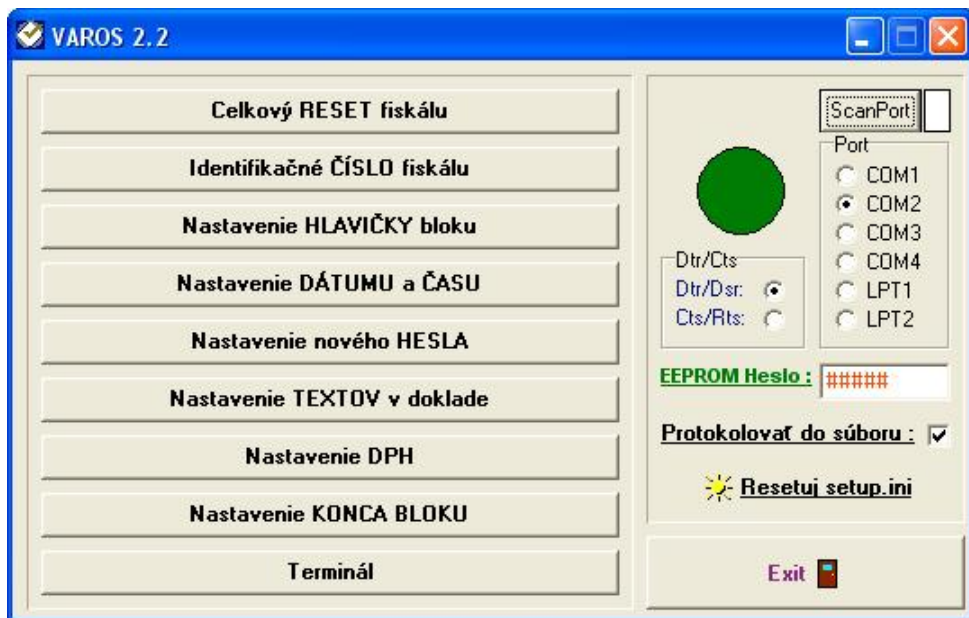 VAROS 2.2
Celkový RESET fiskálu
Identifikačné ČÍSLO fiskálu
Nastavenie HLAVIČKY bloku
Nastavenie DÁTUMU a ČASU
Nastavenie nového HESLA
Nastavenie TEXTOV v doklade
Nastavenie DPH
Nastavenie KONCA BLOKU
Terminál
ScanPort
Port
COM1
COM2
COM3
COM4
LPT1
LPT2
Dtr/Cts
Dtr/Dsr:
Cts/Rts:
EEPROM Heslo : #####
Protokolovať do súboru :
Resetuj setup.ini
Exit